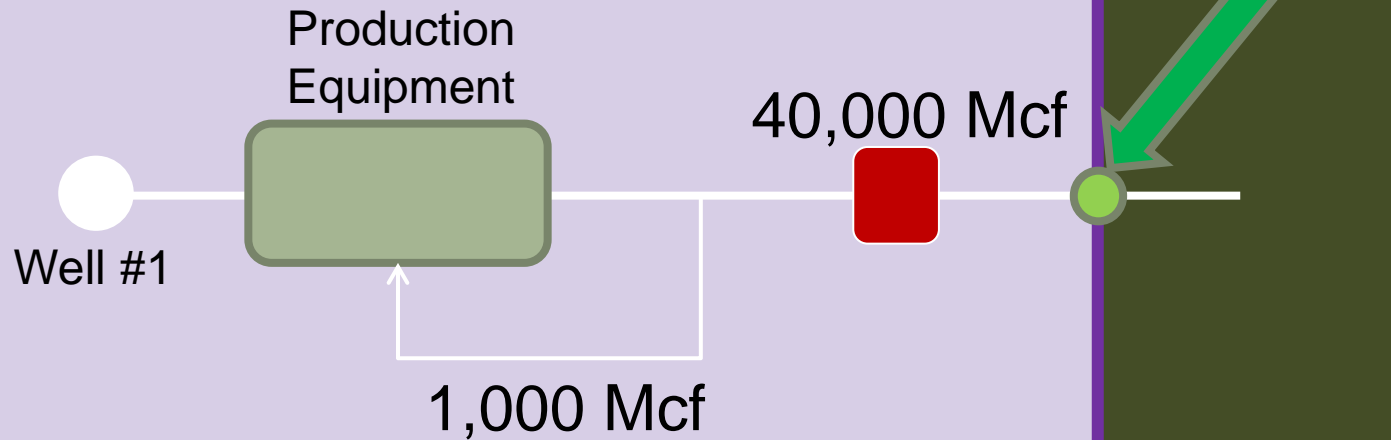 Production
Equipment
40,000 Mcf
Well #1
1,000 Mcf